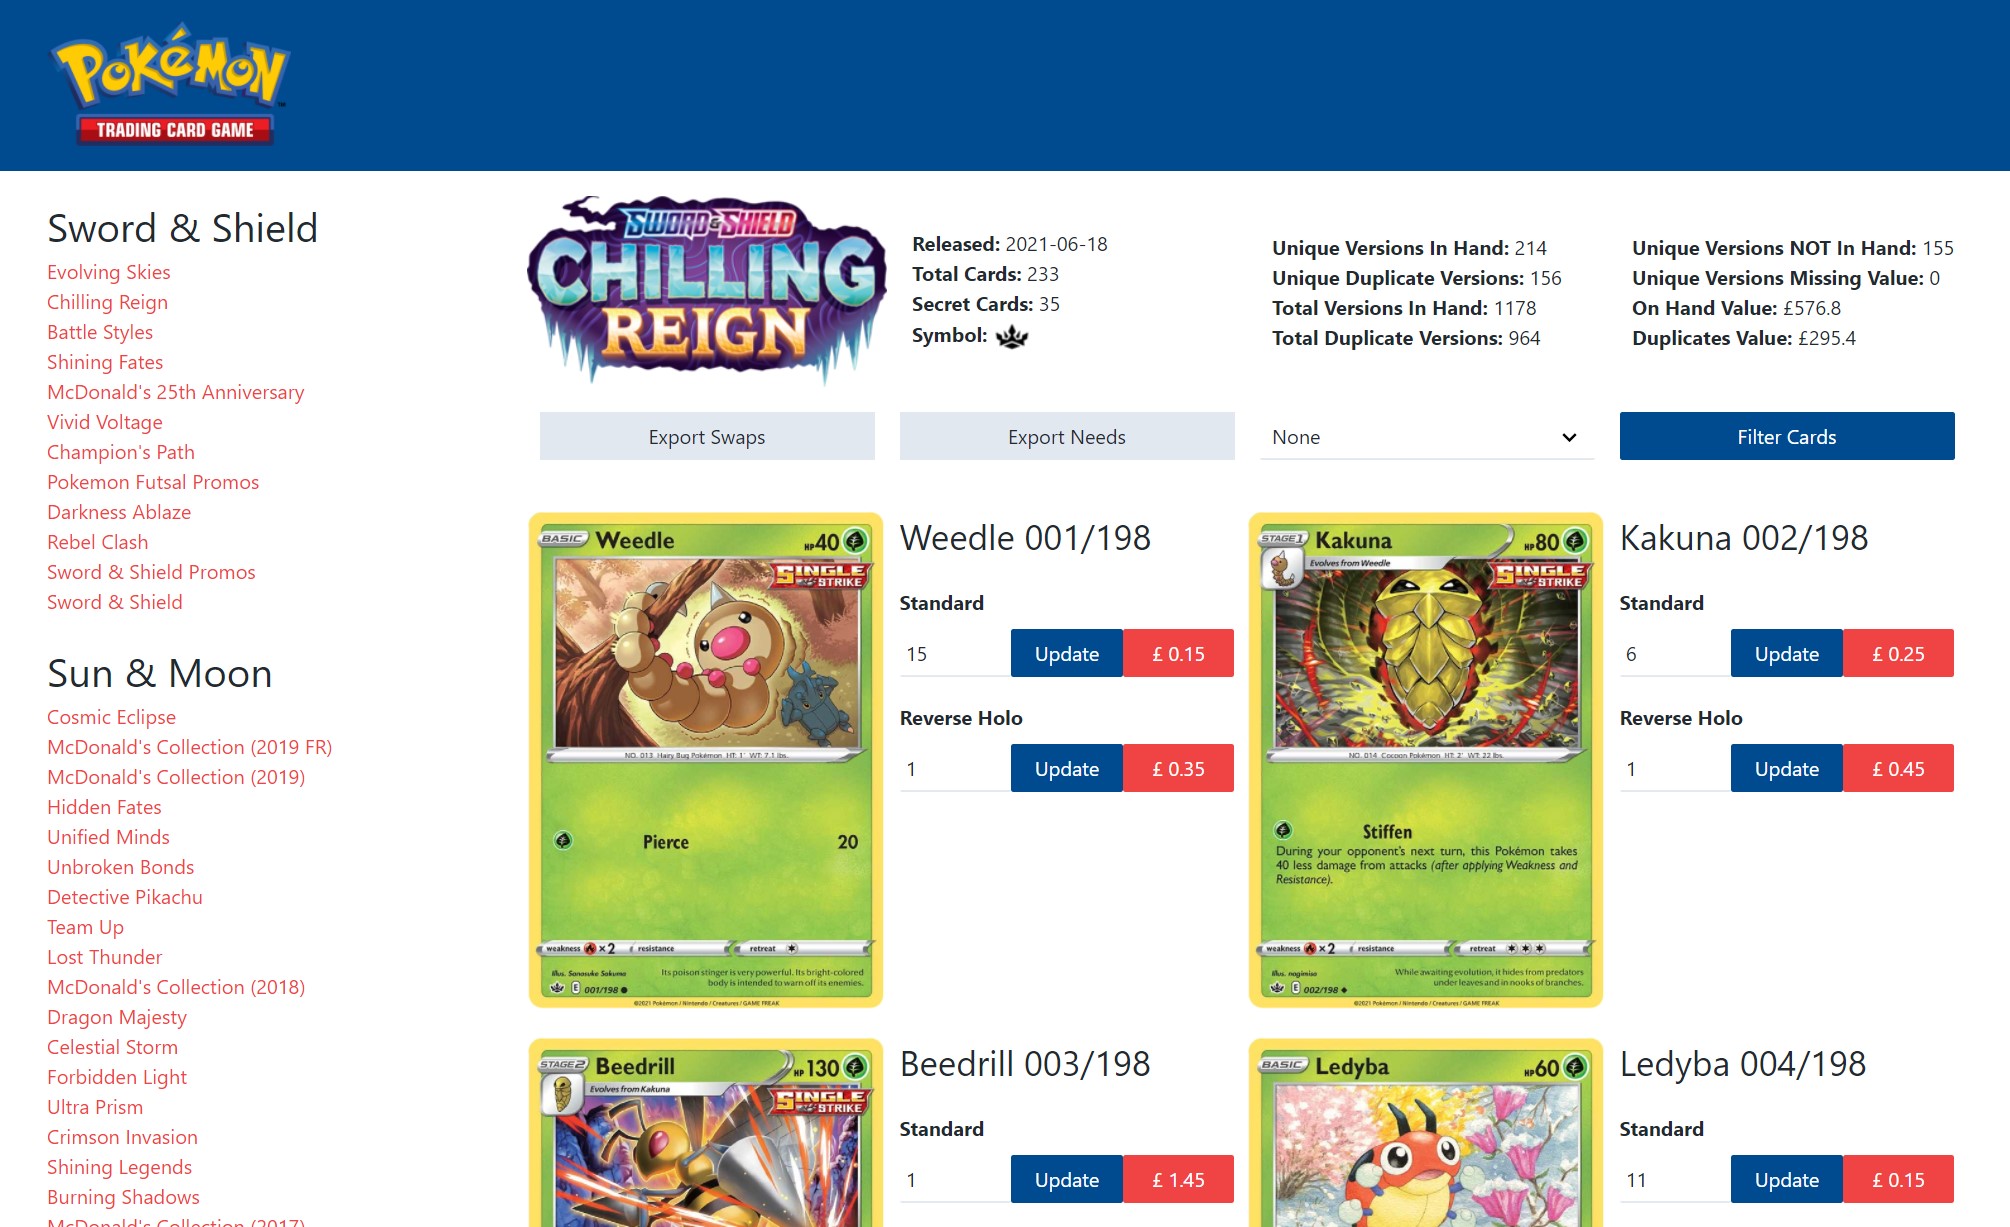 POKéMON
TRADING CARD GAME
Sword & Shield
Evolving Skies
Chilling Reign
Battle Styles
Shining Fates
McDonald's 25th Anniversary
Vivid Voltage
Champion's Path
Pokemon Futsal Promos
Darkness Ablaze
Rebel Clash
Sword & Shield Promos
Sword & Shield
Sun & Moon
Cosmic Eclipse
McDonald's Collection (2019 FR)
McDonald's Collection (2019)
Hidden Fates
Unified Minds
Unbroken Bonds
Detective Pikachu
Team Up
Lost Thunder
McDonald's Collection (2018)
Dragon Majesty
Celestial Storm
Forbidden Light
Ultra Prism
Crimson Invasion
Shining Legends
Burning Shadows
McDonald's Collection (2017)
SWORD & SHIELD
CHILLING
REIGN
Released: 2021-06-18
Total Cards: 233
Secret Cards: 35
Symbol:
Unique Versions In Hand: 214
Unique Duplicate Versions: 156
Total Versions In Hand: 1178
Total Duplicate Versions: 964
Unique Versions NOT In Hand: 155
Unique Versions Missing Value: 0
On Hand Value: £576.8
Duplicates Value: £295.4
Export Swaps
Export Needs
None
Filter Cards
BASIC Weedle HP40
SINGLE
STRIKE
NO. 013 Hairy Bug Pokémon HT: 1' WT: 7.1 lbs.
Pierce 20
weakness ×2 resistance retreat
Illus. Sanosuke Sakuma
Its poison stinger is very powerful. Its bright-colored
body is intended to warn off its enemies.
E 001/198
©2021 Pokémon / Nintendo / Creatures / GAME FREAK
Weedle 001/198
Standard
15 Update £ 0.15
Reverse Holo
1 Update £ 0.35
STAGE1 Kakuna HP80
Evolves from Weedle
SINGLE
STRIKE
NO. 014 Cocoon Pokémon HT: 2' WT: 22 lbs.
Stiffen
During your opponent's next turn, this Pokémon takes
40 less damage from attacks (after applying Weakness and
Resistance).
weakness ×2 resistance retreat
Illus. nagimiso
While awaiting evolution, it hides from predators
under leaves and in nooks of branches.
E 002/198
©2021 Pokémon / Nintendo / Creatures / GAME FREAK
Kakuna 002/198
Standard
6 Update £ 0.25
Reverse Holo
1 Update £ 0.45
STAGE2 Beedrill HP130
Evolves from Kakuna
SINGLE
STRIKE
Beedrill 003/198
Standard
1 Update £ 1.45
BASIC Ledyba HP60
Ledyba 004/198
Standard
11 Update £ 0.15